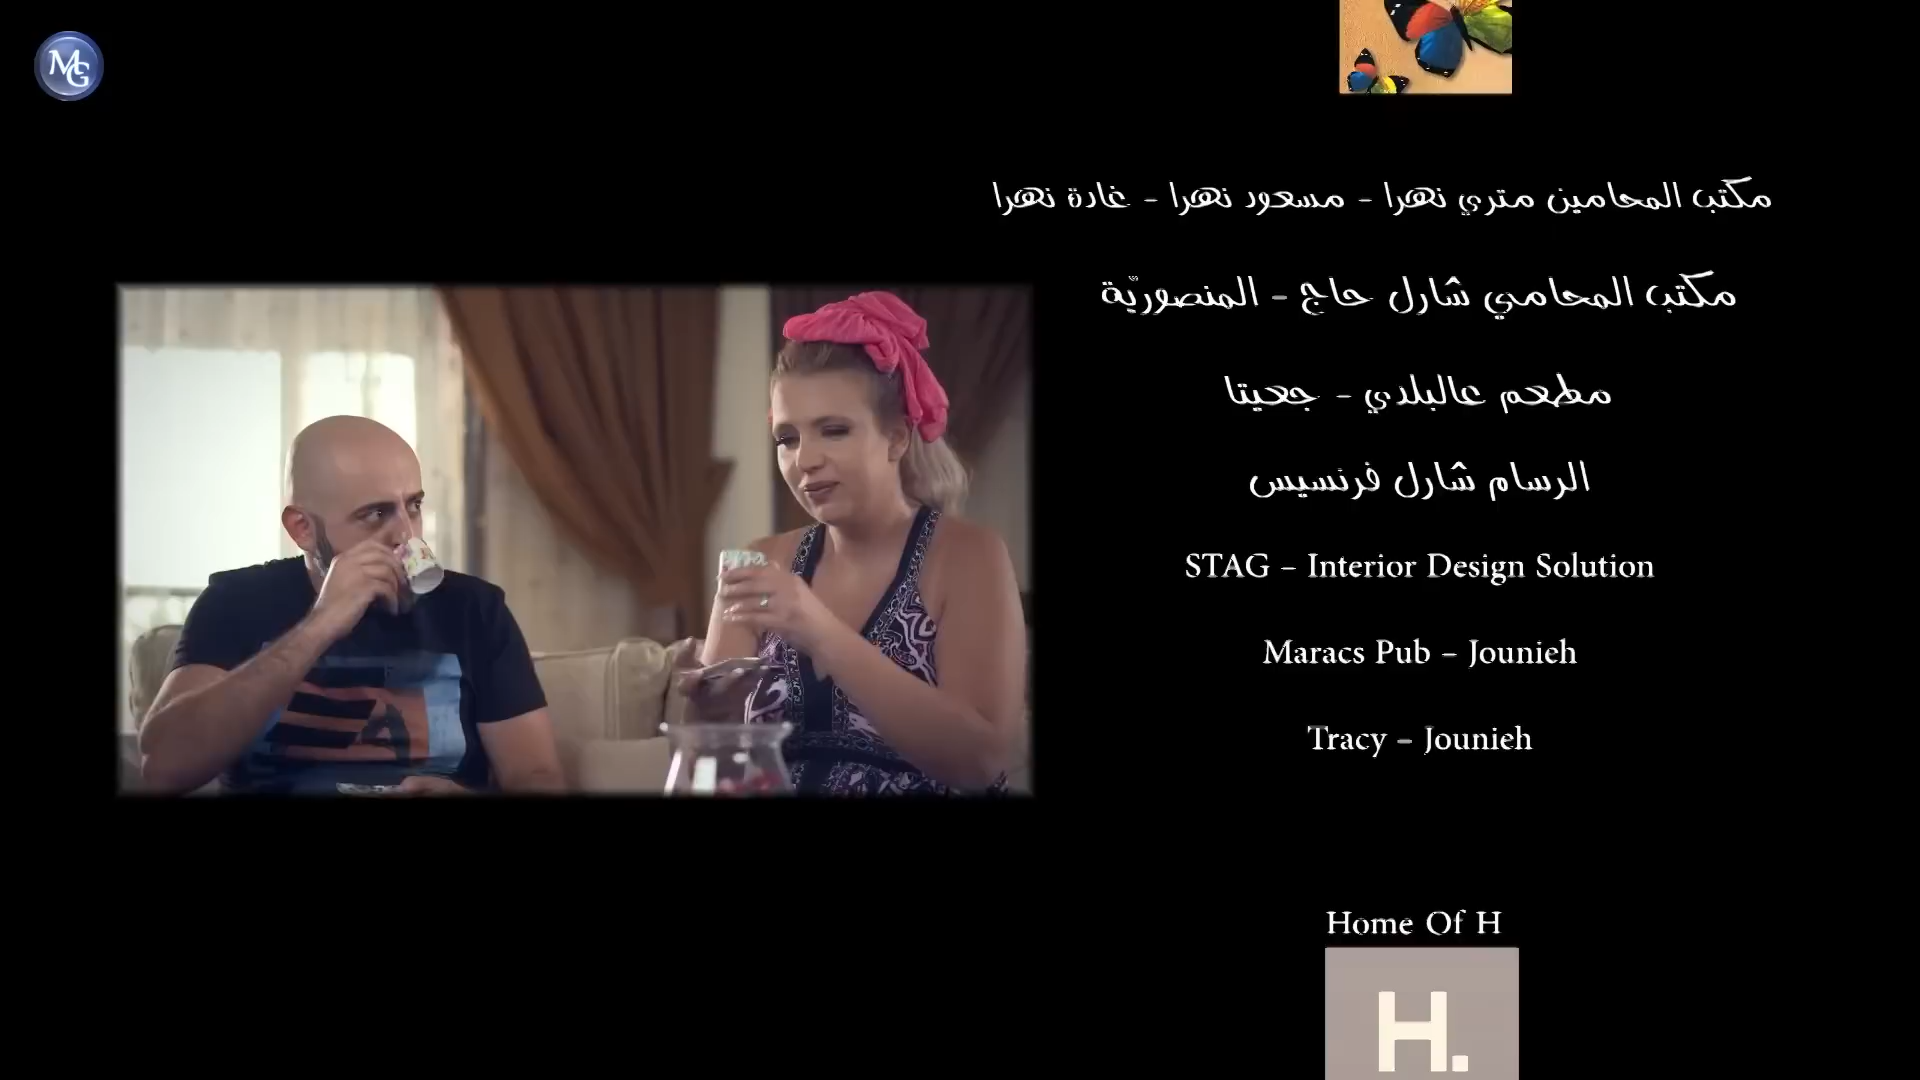 MG
مكتب المحامين متري نهرا - مسعود نهرا - غادة نهرا
مكتب المحامي شارل حاج - المنصوريّة
مطعم عالبلدي - جعيتا
الرسام شارل فرنسيس
STAG – Interior Design Solution
Maracs Pub – Jounieh
Tracy – Jounieh
Home Of H
H.